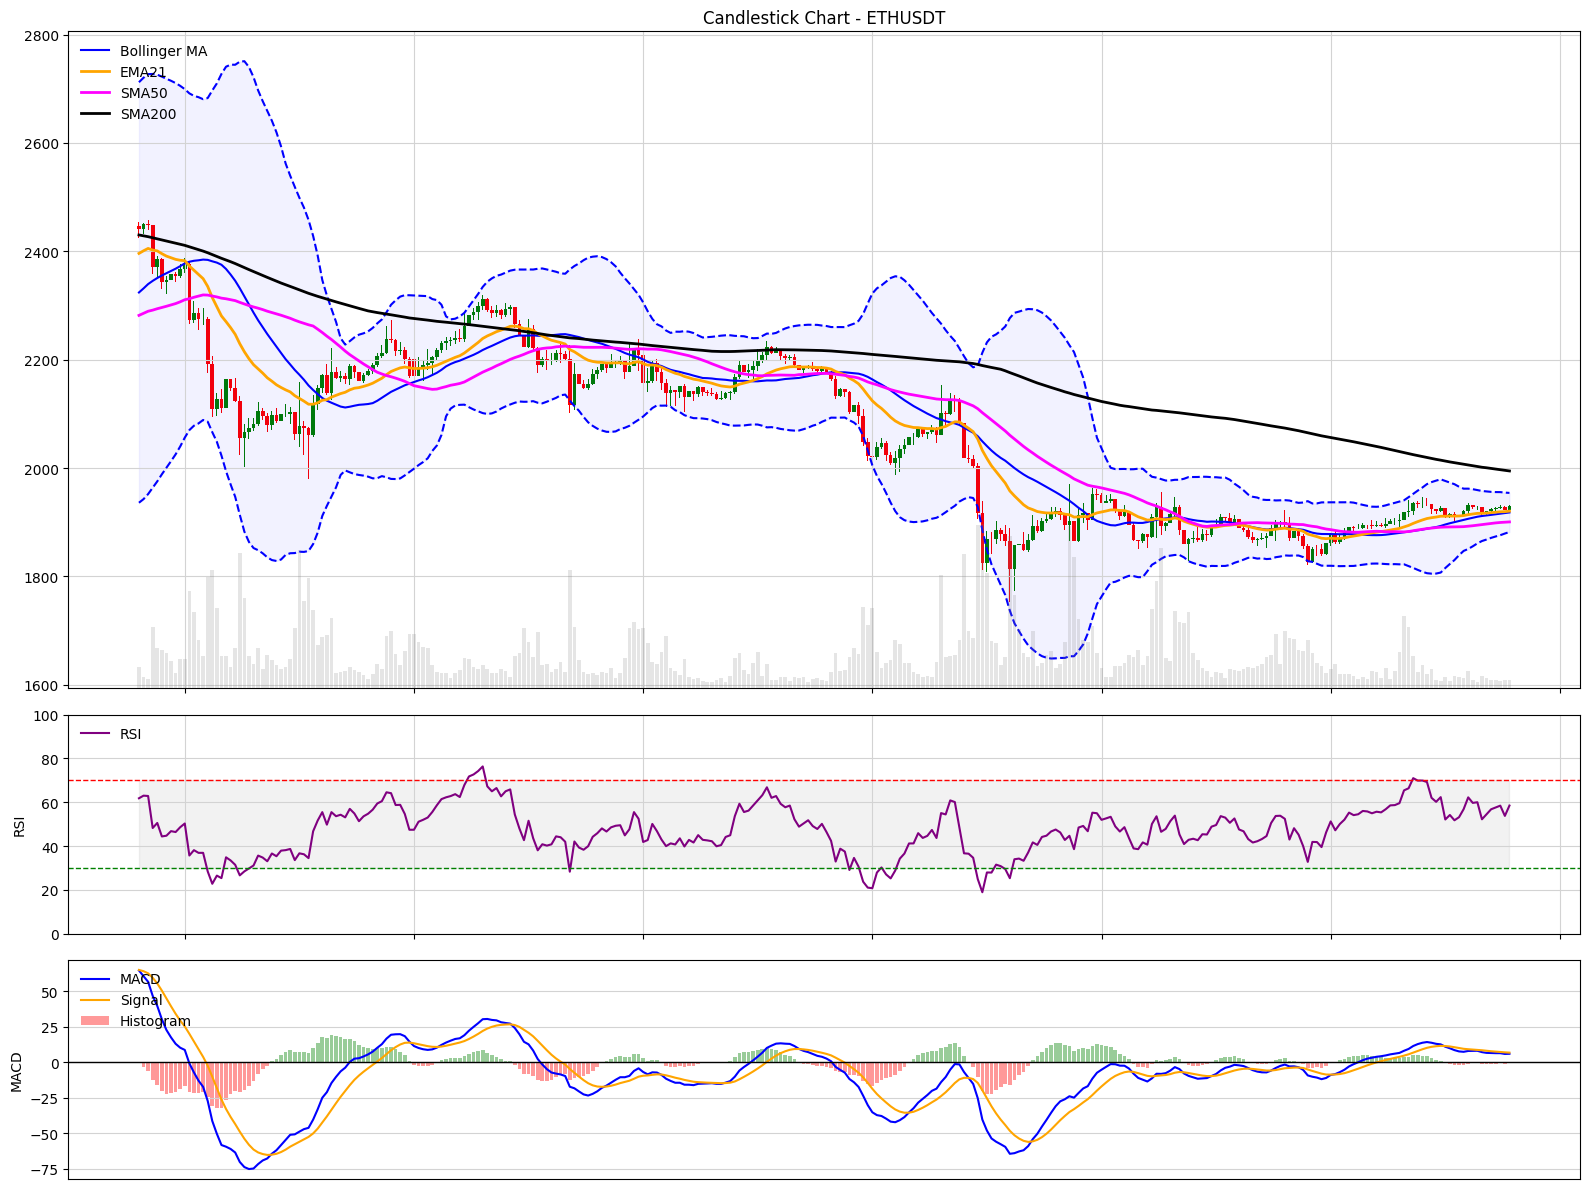 Candlestick Chart - ETHUSDT
2800
2600
2400
2200
2000
1800
1600
Bollinger MA
EMA21
SMA50
SMA200
100
80
60
40
20
0
RSI
RSI
50
25
0
−25
−50
−75
MACD
MACD
Signal
Histogram